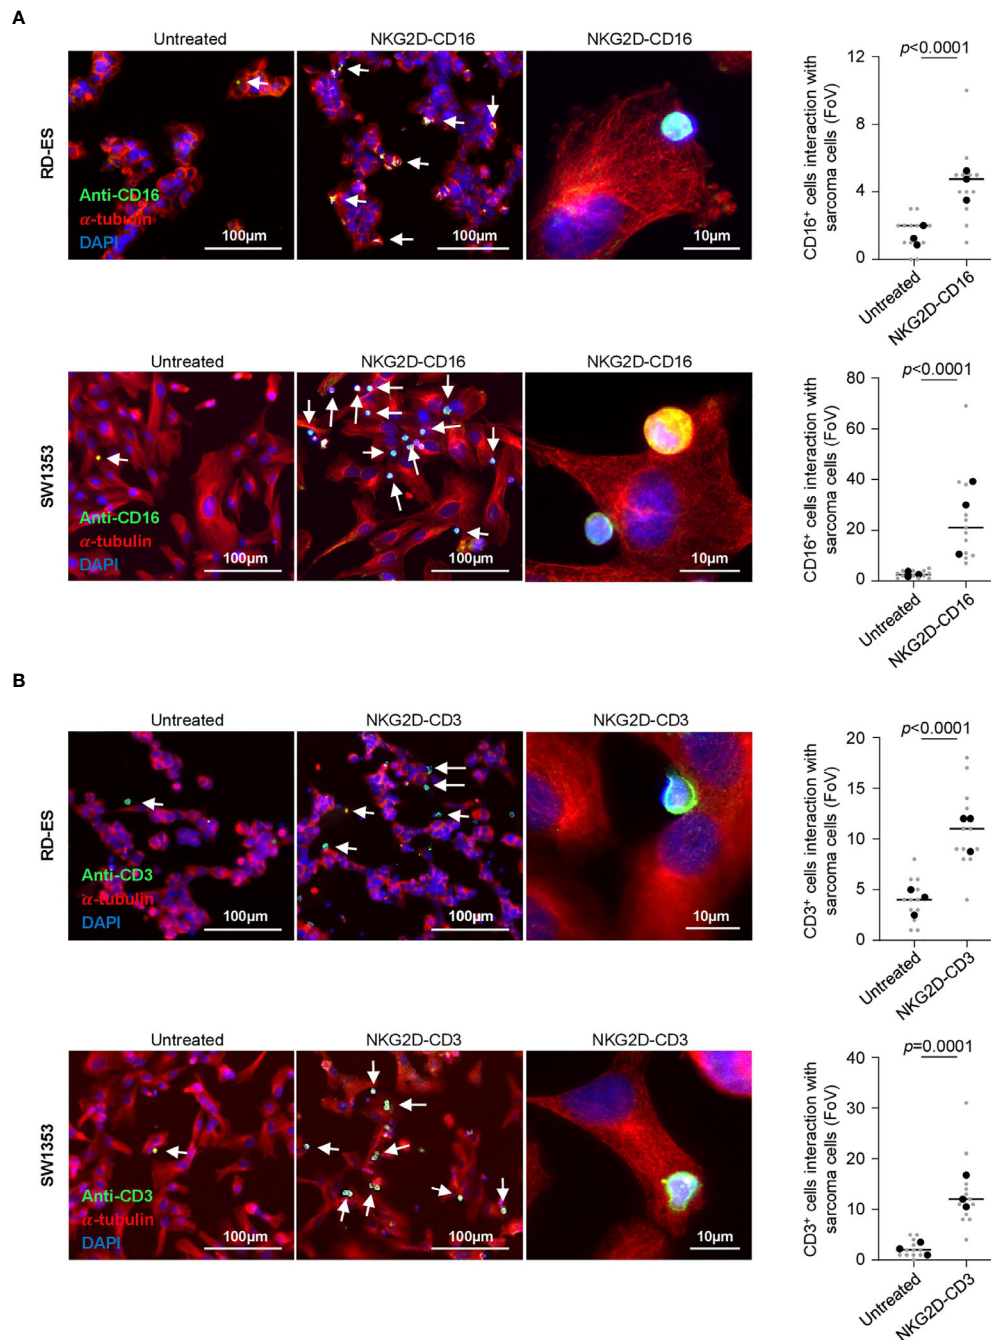 A
Untreated
NKG2D-CD16
NKG2D-CD16
RD-ES
Anti-CD16
α-tubulin
DAPI
100μm
100μm
10μm
p<0.0001
CD16+ cells interaction with
sarcoma cells (FoV)
12
8
4
0
Untreated
NKG2D-CD16
Untreated
NKG2D-CD16
NKG2D-CD16
SW1353
Anti-CD16
α-tubulin
DAPI
100μm
100μm
10μm
p<0.0001
CD16+ cells interaction with
sarcoma cells (FoV)
80
60
40
20
0
Untreated
NKG2D-CD16
B
Untreated
NKG2D-CD3
NKG2D-CD3
RD-ES
Anti-CD3
α-tubulin
DAPI
100μm
100μm
10μm
p<0.0001
CD3+ cells interaction with
sarcoma cells (FoV)
20
15
10
5
0
Untreated
NKG2D-CD3
Untreated
NKG2D-CD3
NKG2D-CD3
SW1353
Anti-CD3
α-tubulin
DAPI
100μm
100μm
10μm
p=0.0001
CD3+ cells interaction with
sarcoma cells (FoV)
40
30
20
10
0
Untreated
NKG2D-CD3